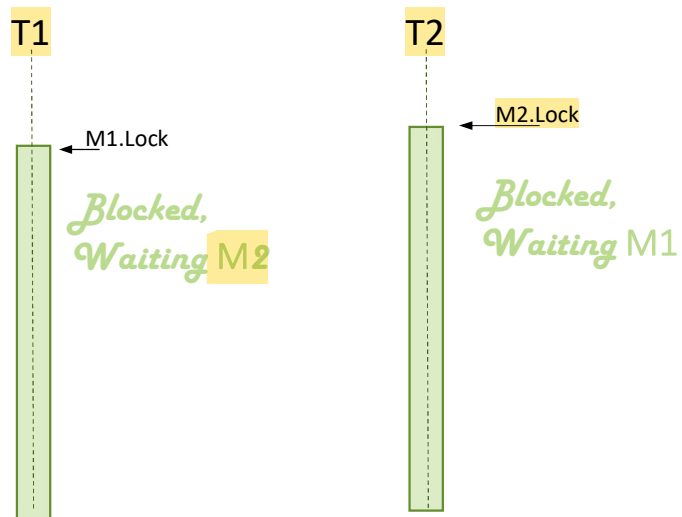 T1
T2
M1.Lock
M2.Lock
Blocked,
Waiting M2
Blocked,
Waiting M1